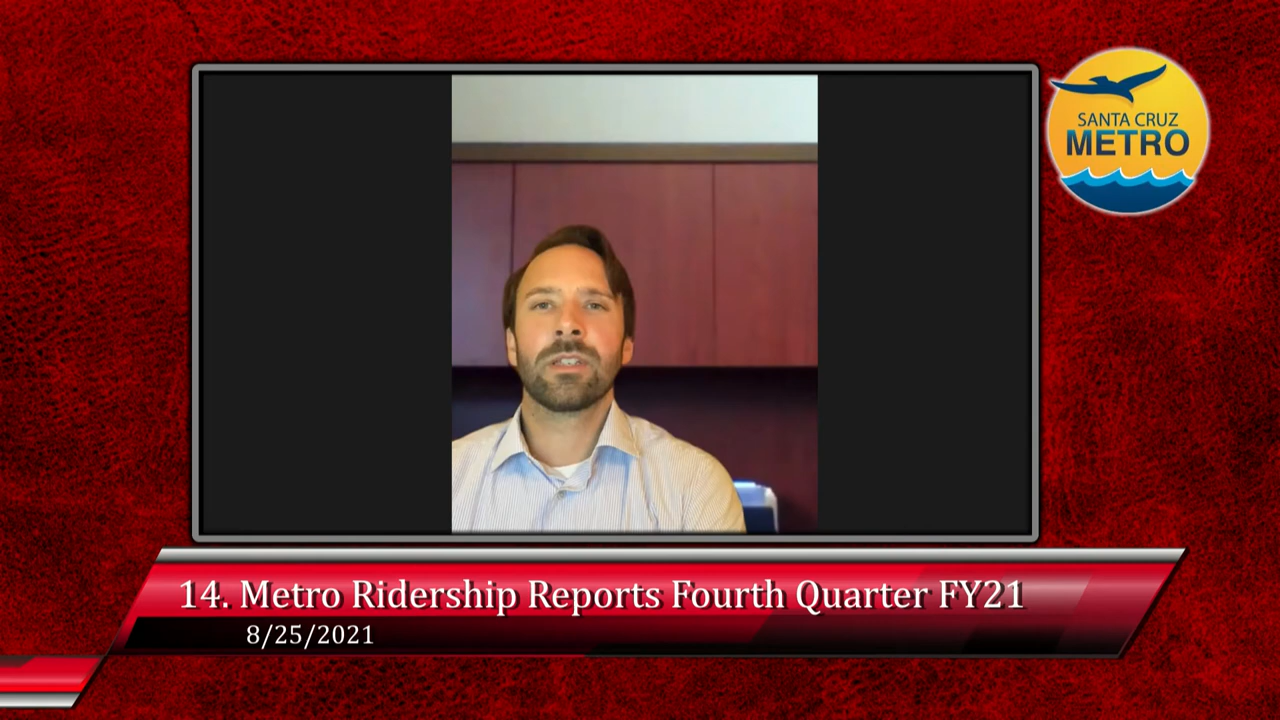 SANTA CRUZ
METRO
14. Metro Ridership Reports Fourth Quarter FY21
8/25/2021